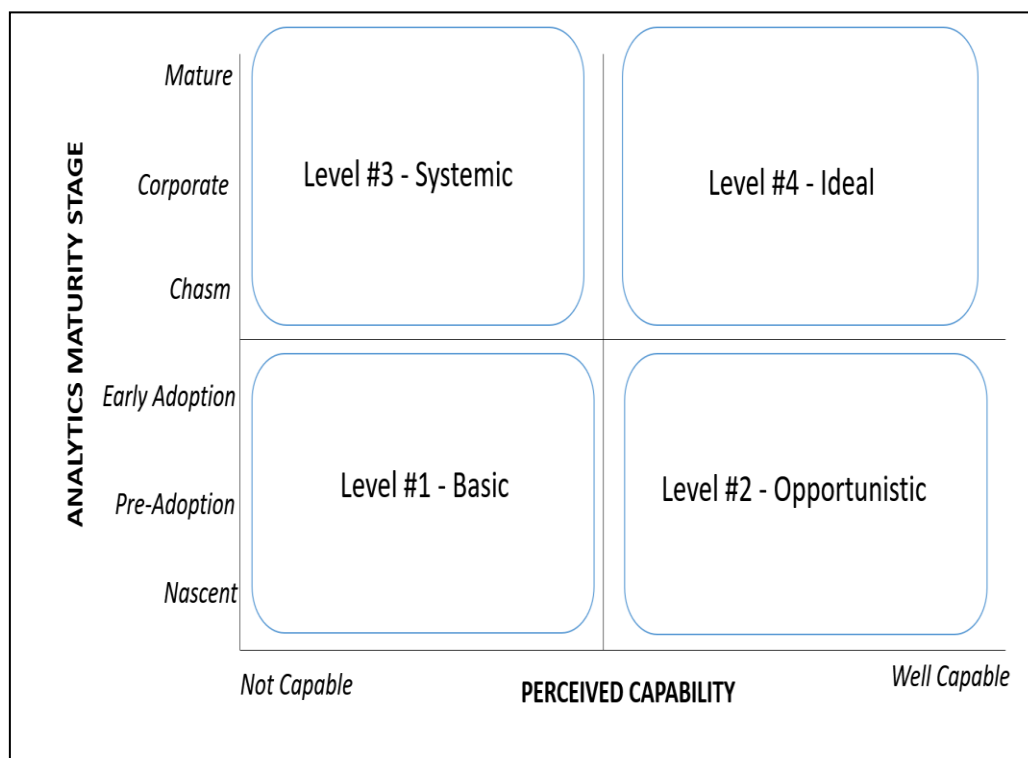 Mature
Level #3 - Systemic
Level #4 - Ideal
Corporate
Chasm
ANALYTICS MATURITY STAGE
Early Adoption
Level #1 - Basic
Level #2 - Opportunistic
Pre-Adoption
Nascent
Not Capable
PERCEIVED CAPABILITY
Well Capable